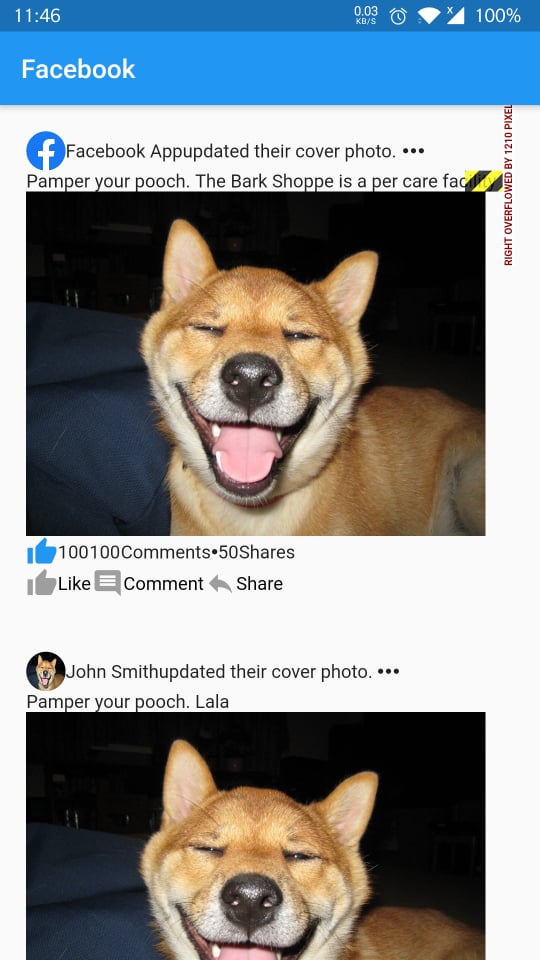 11:46 0.03 KB/S X 100%
Facebook
RIGHT OVERFLOWED BY 1210 PIXEL
Facebook Appupdated their cover photo. •••
Pamper your pooch. The Bark Shoppe is a per care facility
100100Comments•50Shares
Like Comment Share
John Smithupdated their cover photo. •••
Pamper your pooch. Lala